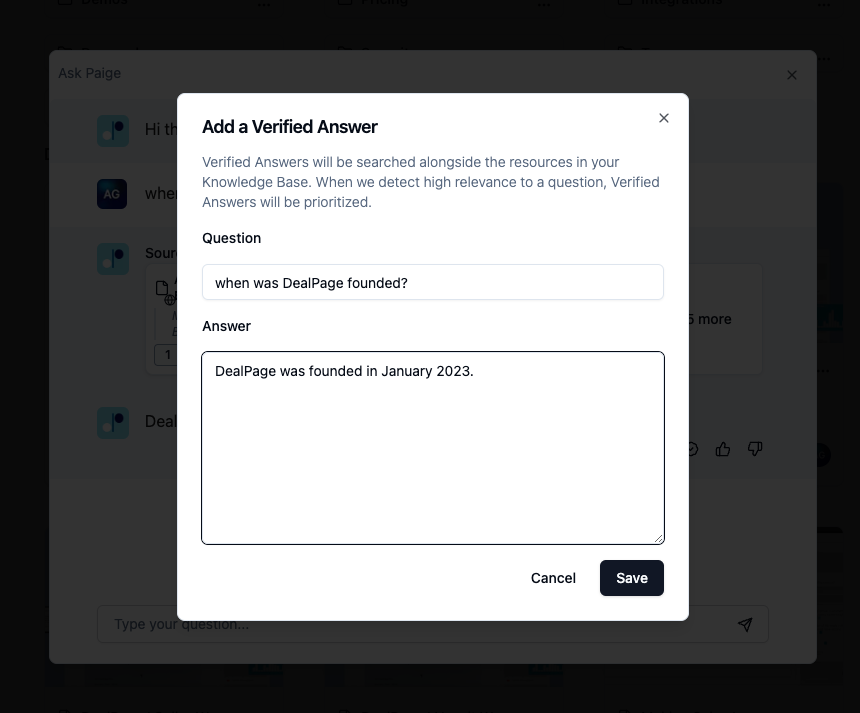 Demos
Pricing
Integrations
Ask Paige
Hi th
AG
when
Sour
5 more
1
Deal
Add a Verified Answer
Verified Answers will be searched alongside the resources in your
Knowledge Base. When we detect high relevance to a question, Verified
Answers will be prioritized.
Question
when was DealPage founded?
Answer
DealPage was founded in January 2023.
Cancel
Save
Type your question...